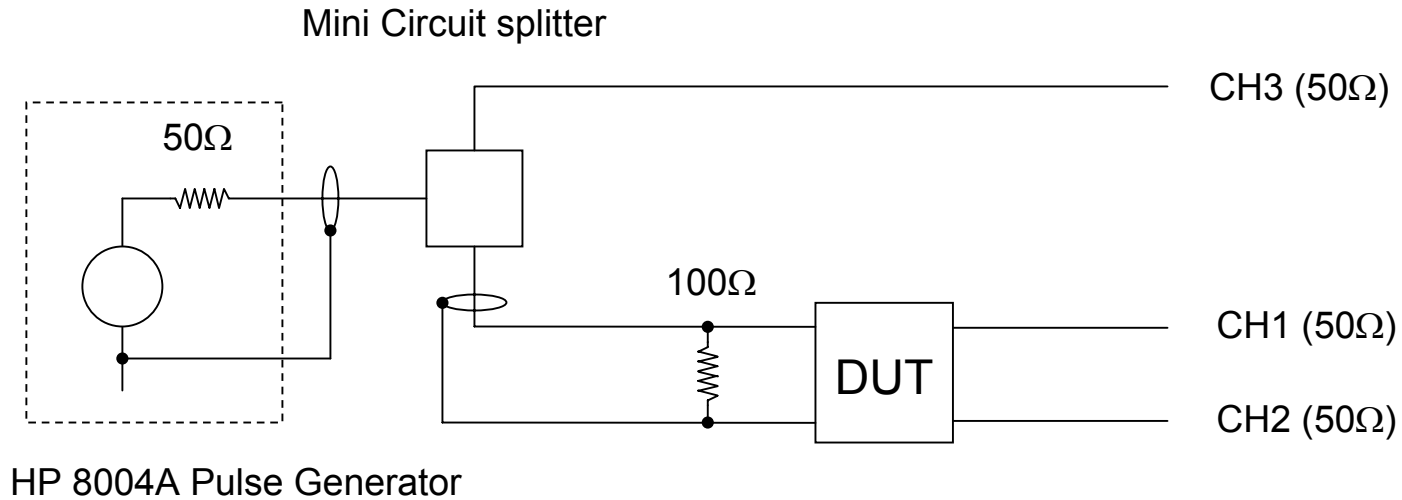 Mini Circuit splitter
CH3 (50Ω)
50Ω
100Ω
DUT
CH1 (50Ω)
CH2 (50Ω)
HP 8004A Pulse Generator